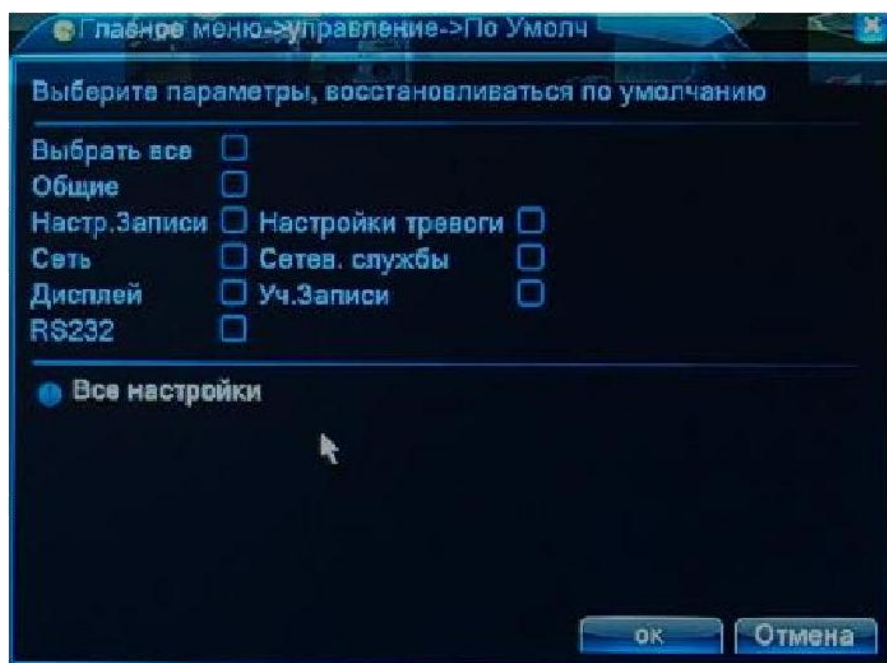 Главное меню->управление->По Умолч
Выберите параметры, восстановливаться по умолчанию
Выбрать все
Общие
Настр.Записи Настройки тревоги
Сеть Сетев. службы
Дисплей Уч.Записи
RS232
Все настройки
ок Отмена